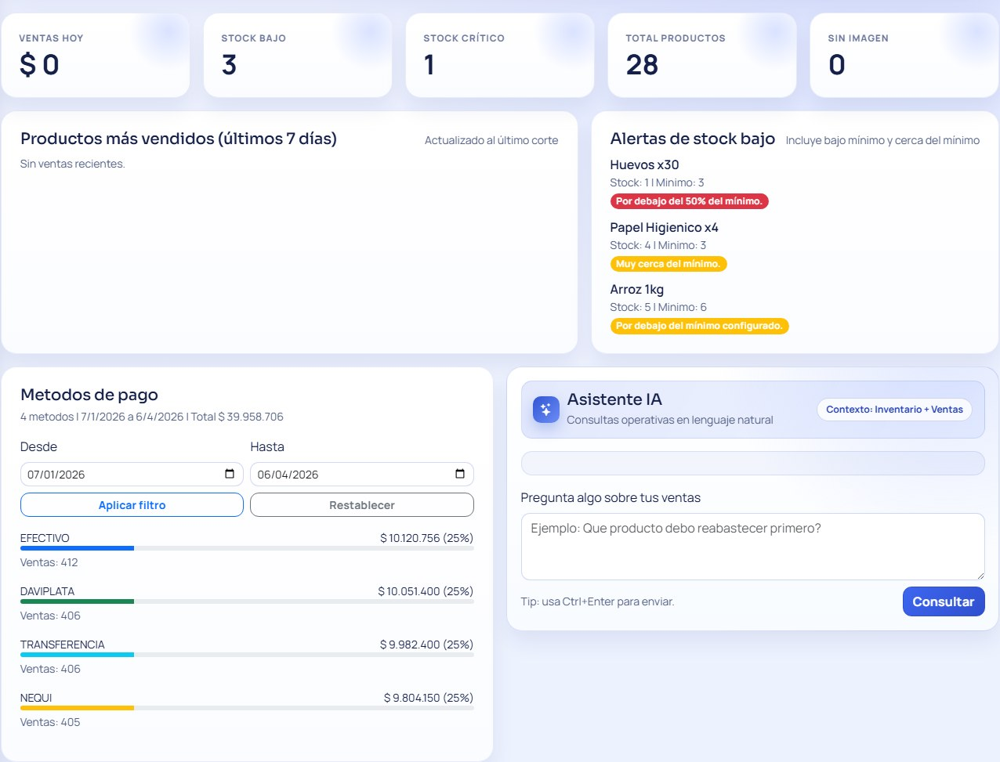 VENTAS HOY
$ 0
STOCK BAJO
3
STOCK CRÍTICO
1
TOTAL PRODUCTOS
28
SIN IMAGEN
0
Productos más vendidos (últimos 7 días)
Actualizado al último corte
Sin ventas recientes.
Alertas de stock bajo
Incluye bajo mínimo y cerca del mínimo
Huevos x30
Stock: 1 | Minimo: 3
Por debajo del 50% del mínimo.
Papel Higienico x4
Stock: 4 | Minimo: 3
Muy cerca del mínimo.
Arroz 1kg
Stock: 5 | Minimo: 6
Por debajo del mínimo configurado.
Metodos de pago
4 metodos | 7/1/2026 a 6/4/2026 | Total $ 39.958.706
Desde
Hasta
07/01/2026
06/04/2026
Aplicar filtro
Restablecer
EFECTIVO
$ 10.120.756 (25%)
Ventas: 412
DAVIPLATA
$ 10.051.400 (25%)
Ventas: 406
TRANSFERENCIA
$ 9.982.400 (25%)
Ventas: 406
NEQUI
$ 9.804.150 (25%)
Ventas: 405
Asistente IA
Consultas operativas en lenguaje natural
Contexto: Inventario + Ventas
Pregunta algo sobre tus ventas
Ejemplo: Que producto debo reabastecer primero?
Tip: usa Ctrl+Enter para enviar.
Consultar